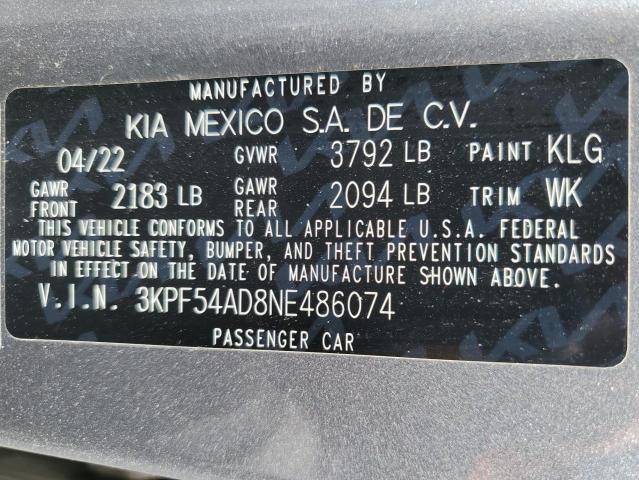 MANUFACTURED BY
KIA MEXICO S.A. DE C.V.
04/22 GVWR 3792 LB PAINT KLG
GAWR FRONT 2183 LB GAWR REAR 2094 LB TRIM WK
THIS VEHICLE CONFORMS TO ALL APPLICABLE U.S.A. FEDERAL
MOTOR VEHICLE SAFETY, BUMPER, AND THEFT PREVENTION STANDARDS
IN EFFECT ON THE DATE OF MANUFACTURE SHOWN ABOVE.
V.I.N. 3KPF54AD8NE486074
PASSENGER CAR